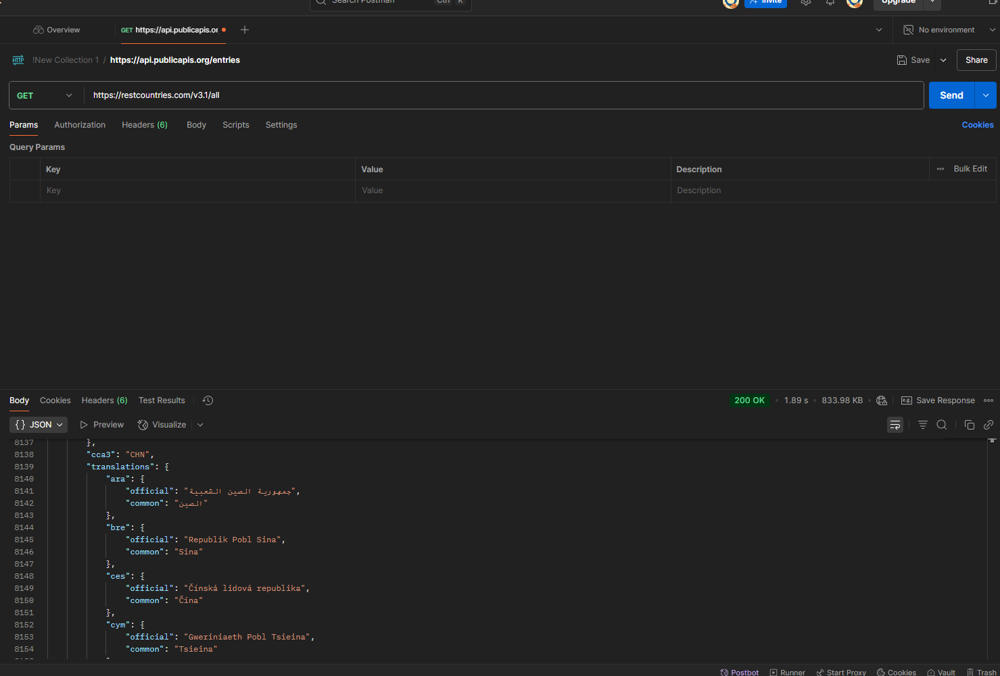 Search Postman Ctrl K Invite Upgrade
Overview GET https://api.publicapis.or No environment
HTTP !New Collection 1 / https://api.publicapis.org/entries Save Share
GET https://restcountries.com/v3.1/all Send
Params Authorization Headers (6) Body Scripts Settings Cookies
Query Params
Key Value Description ••• Bulk Edit
Key Value Description
Body Cookies Headers (6) Test Results 200 OK • 1.89 s • 833.98 KB • e.g. Save Response •••
{} JSON Preview Visualize
8137 },
8138 "cca3": "CHN",
8139 "translations": {
8140 "ara": {
8141 "official": "جمهورية الصين الشعبية",
8142 "common": "الصين"
8143 },
8144 "bre": {
8145 "official": "Republik Pobl Sina",
8146 "common": "Sina"
8147 },
8148 "ces": {
8149 "official": "Čínská lidová republika",
8150 "common": "Čína"
8151 },
8152 "cym": {
8153 "official": "Gweriniaeth Pobl Tsieina",
8154 "common": "Tsieina"
Postbot Runner Start Proxy Cookies Vault Trash